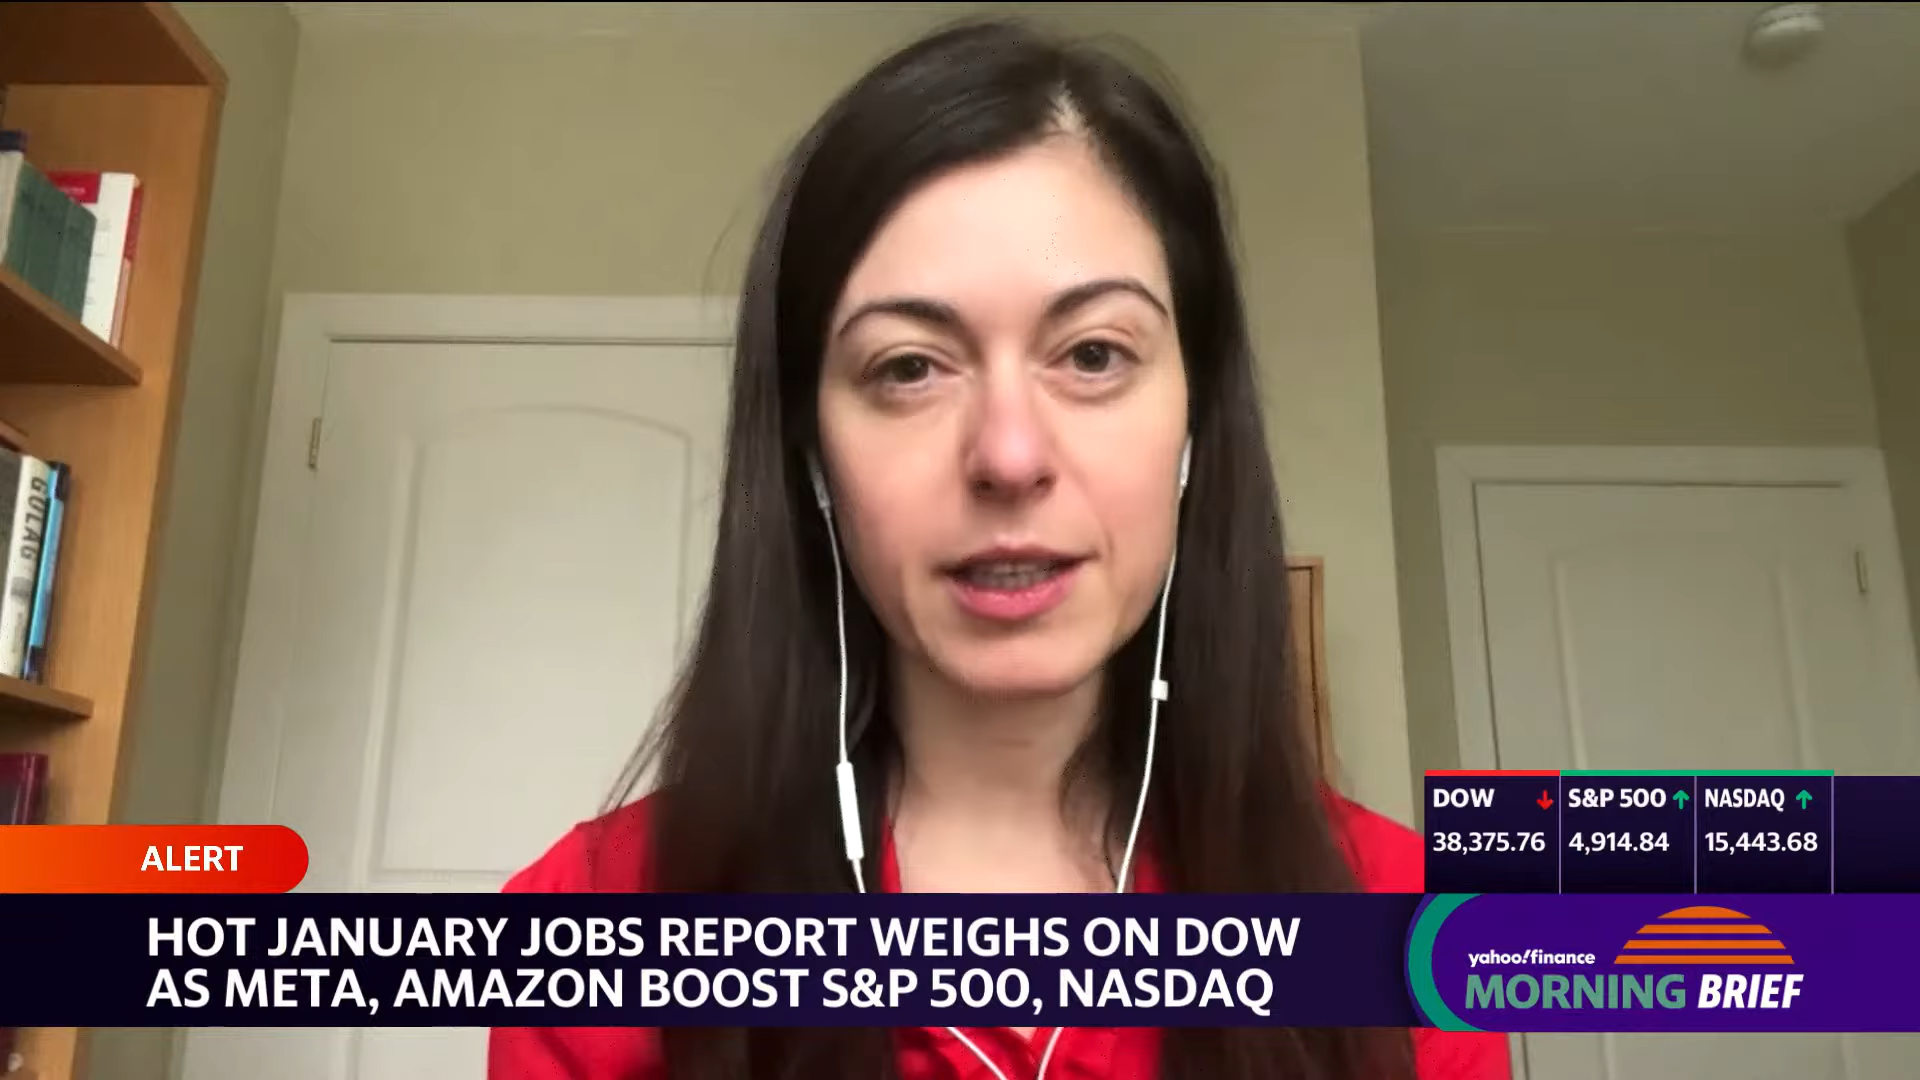 GULAG
DOW
S&P 500
NASDAQ
38,375.76
4,914.84
15,443.68
ALERT
HOT JANUARY JOBS REPORT WEIGHS ON DOW
AS META, AMAZON BOOST S&P 500, NASDAQ
yahoo!finance
MORNING BRIEF